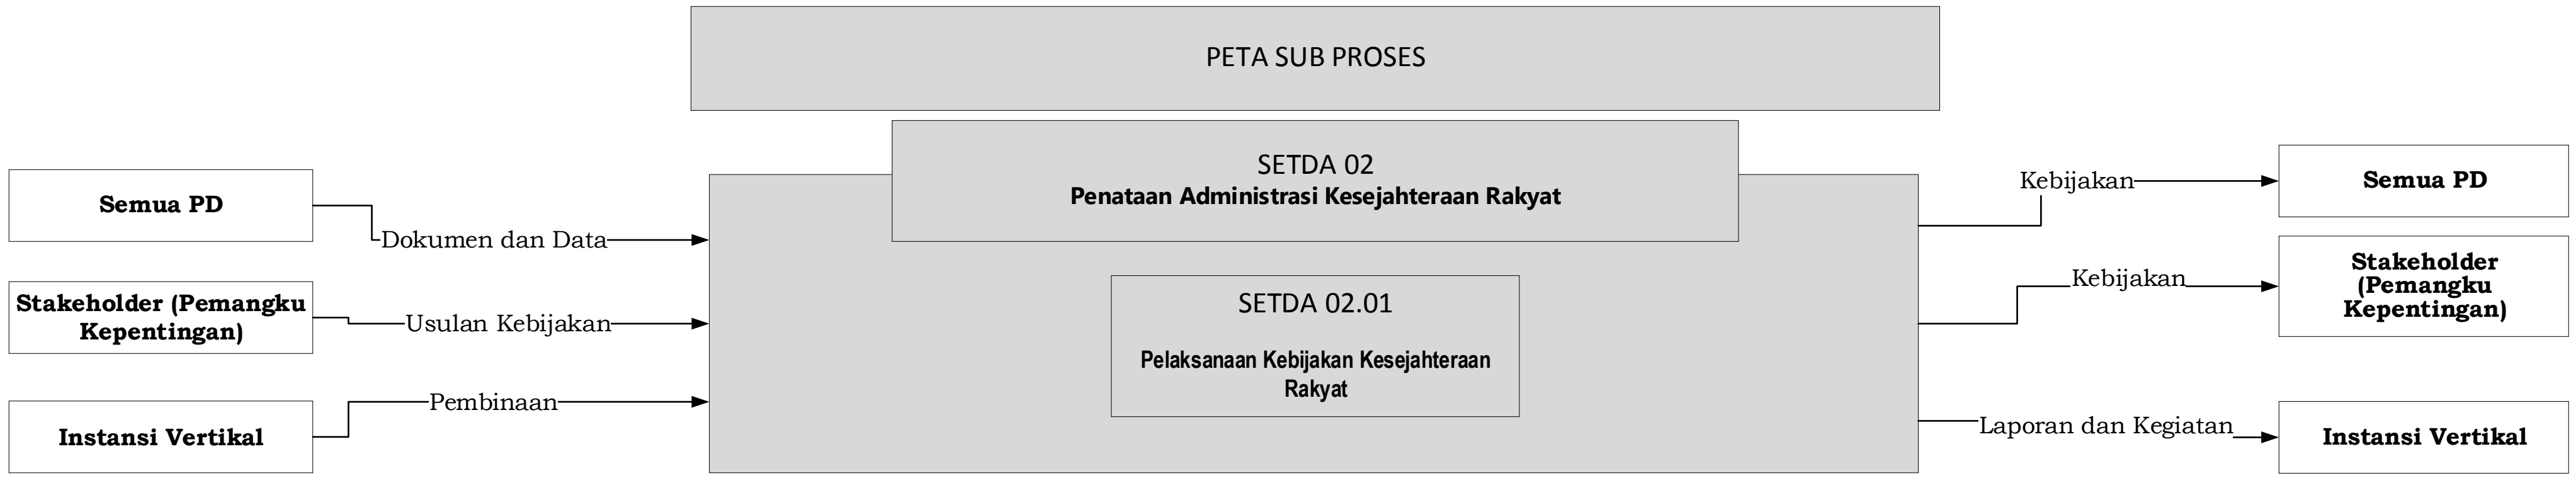 PETA SUB PROSES
SETDA 02
Penataan Administrasi Kesejahteraan Rakyat
Semua PD
Dokumen dan Data
Stakeholder (Pemangku
Kepentingan)
Usulan Kebijakan
Instansi Vertikal
Pembinaan
SETDA 02.01
Pelaksanaan Kebijakan Kesejahteraan
Rakyat
Kebijakan
Semua PD
Kebijakan
Stakeholder
(Pemangku
Kepentingan)
Laporan dan Kegiatan
Instansi Vertikal